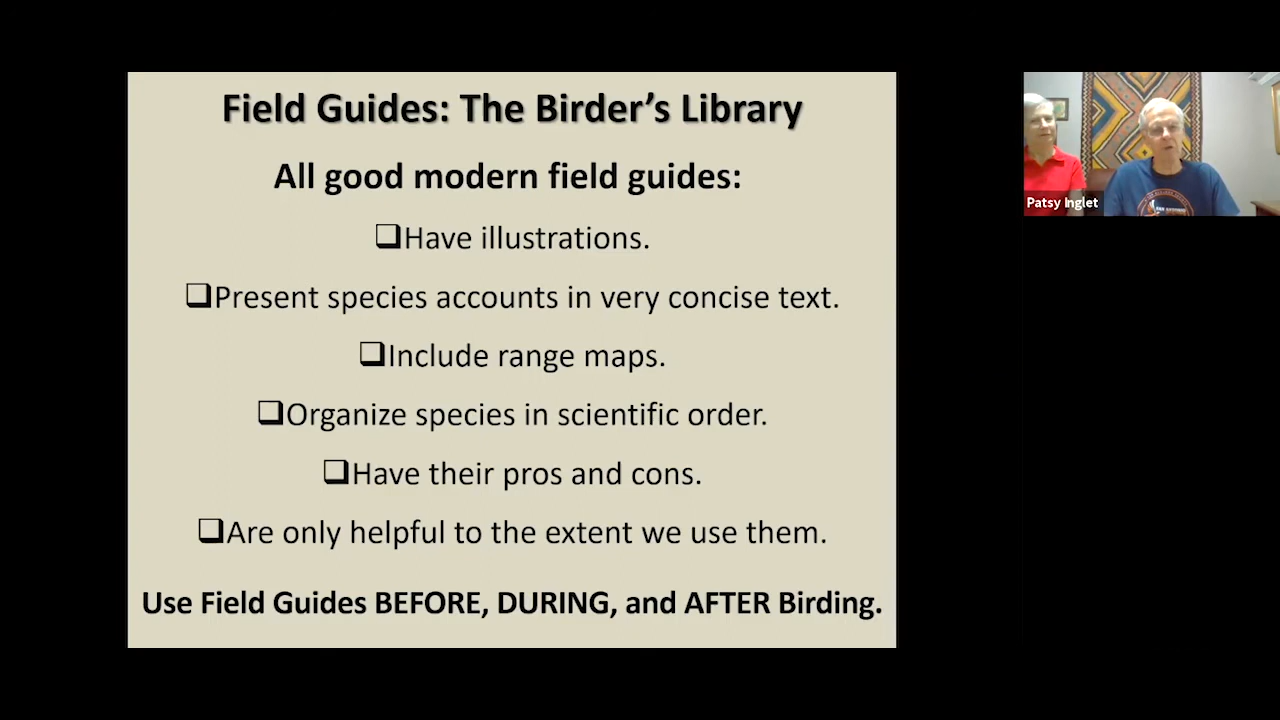 Field Guides: The Birder's Library
All good modern field guides:
❑Have illustrations.
❑Present species accounts in very concise text.
❑Include range maps.
❑Organize species in scientific order.
❑Have their pros and cons.
❑Are only helpful to the extent we use them.
Use Field Guides BEFORE, DURING, and AFTER Birding.
Patsy Inglet